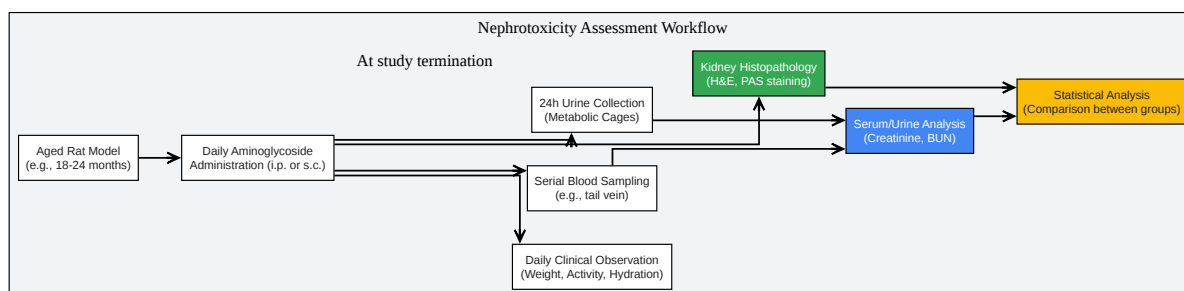 Nephrotoxicity Assessment Workflow
At study termination
Kidney Histopathology
(H&E, PAS staining)
Statistical Analysis
(Comparison between groups)
24h Urine Collection
(Metabolic Cages)
Serum/Urine Analysis
(Creatinine, BUN)
Aged Rat Model
(e.g., 18-24 months)
Daily Aminoglycoside
Administration (i.p. or s.c.)
Serial Blood Sampling
(e.g., tail vein)
Daily Clinical Observation
(Weight, Activity, Hydration)